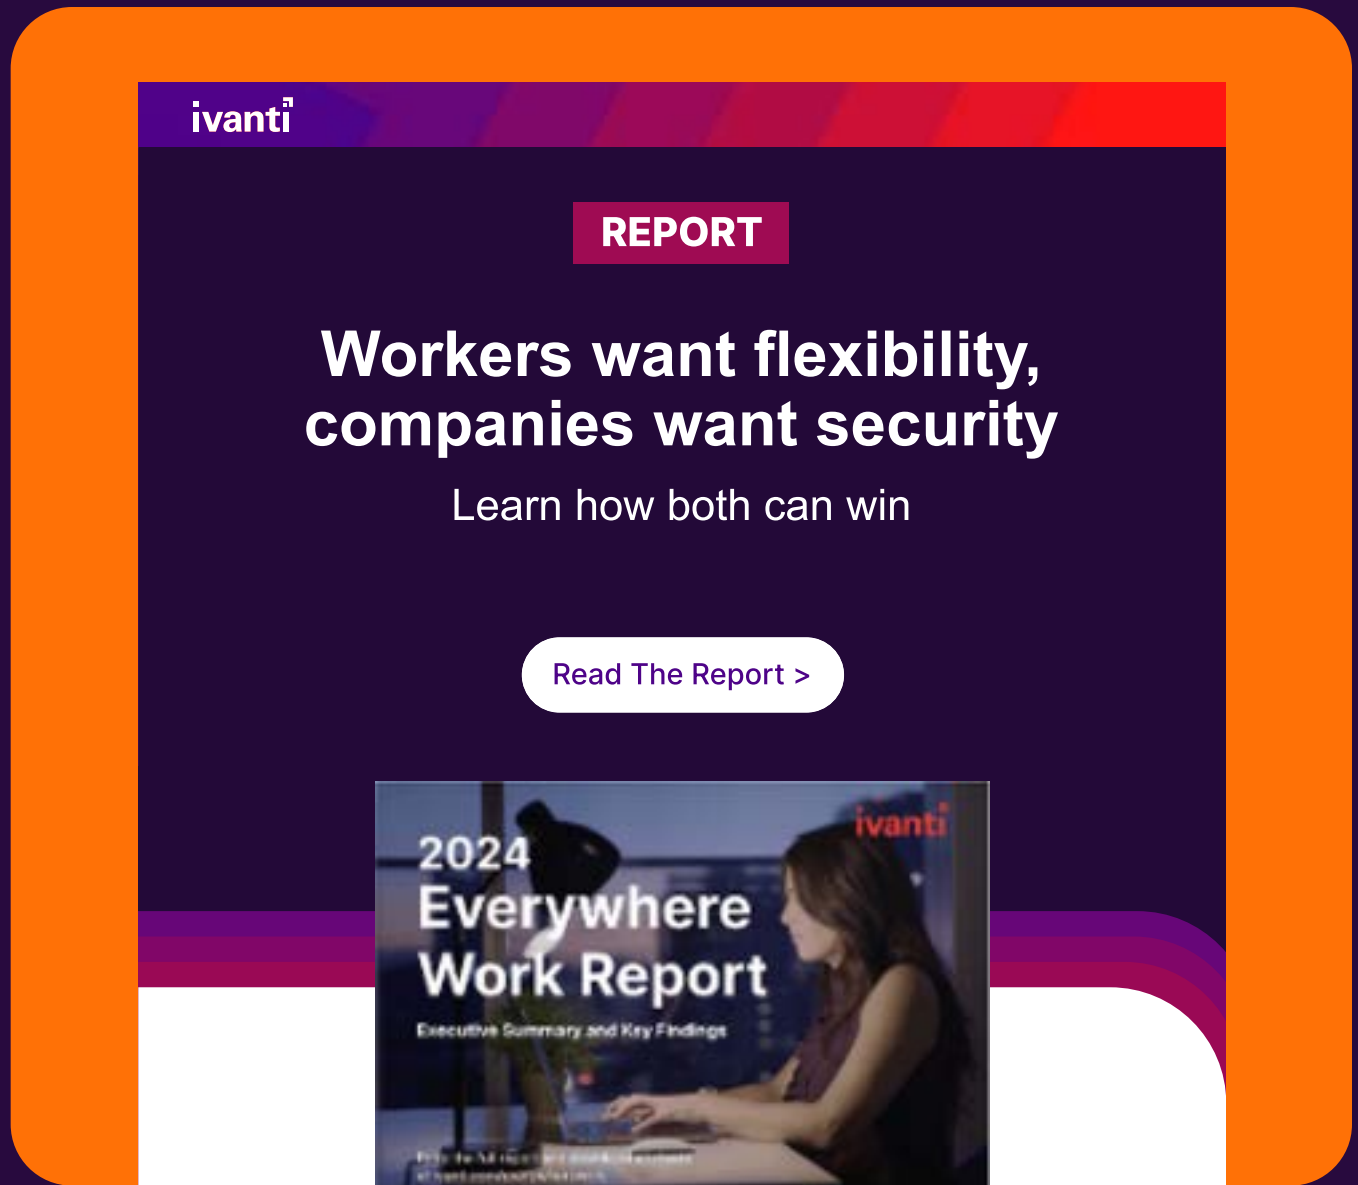 ivanti
REPORT
Workers want flexibility,
companies want security
Learn how both can win
Read The Report >
ivanti
2024
Everywhere
Work Report
Executive Summary and Key Findings